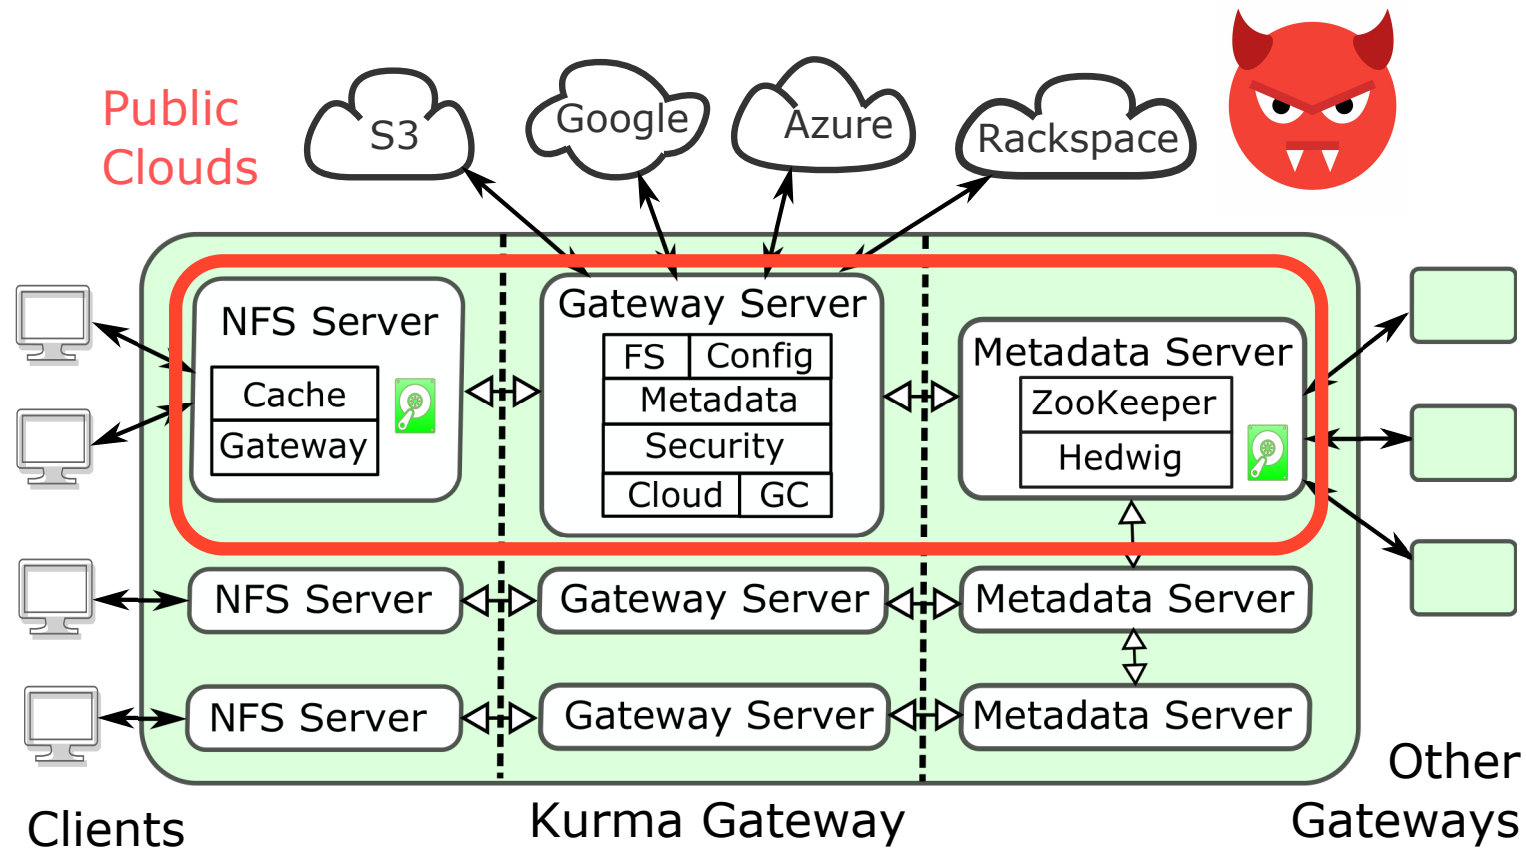 Public
Clouds
S3
Google
Azure
Rackspace
NFS Server
Cache
Gateway
Gateway Server
FS
Config
Metadata
Security
Cloud
GC
Metadata Server
ZooKeeper
Hedwig
NFS Server
Gateway Server
Metadata Server
NFS Server
Gateway Server
Metadata Server
Clients
Kurma Gateway
Other
Gateways